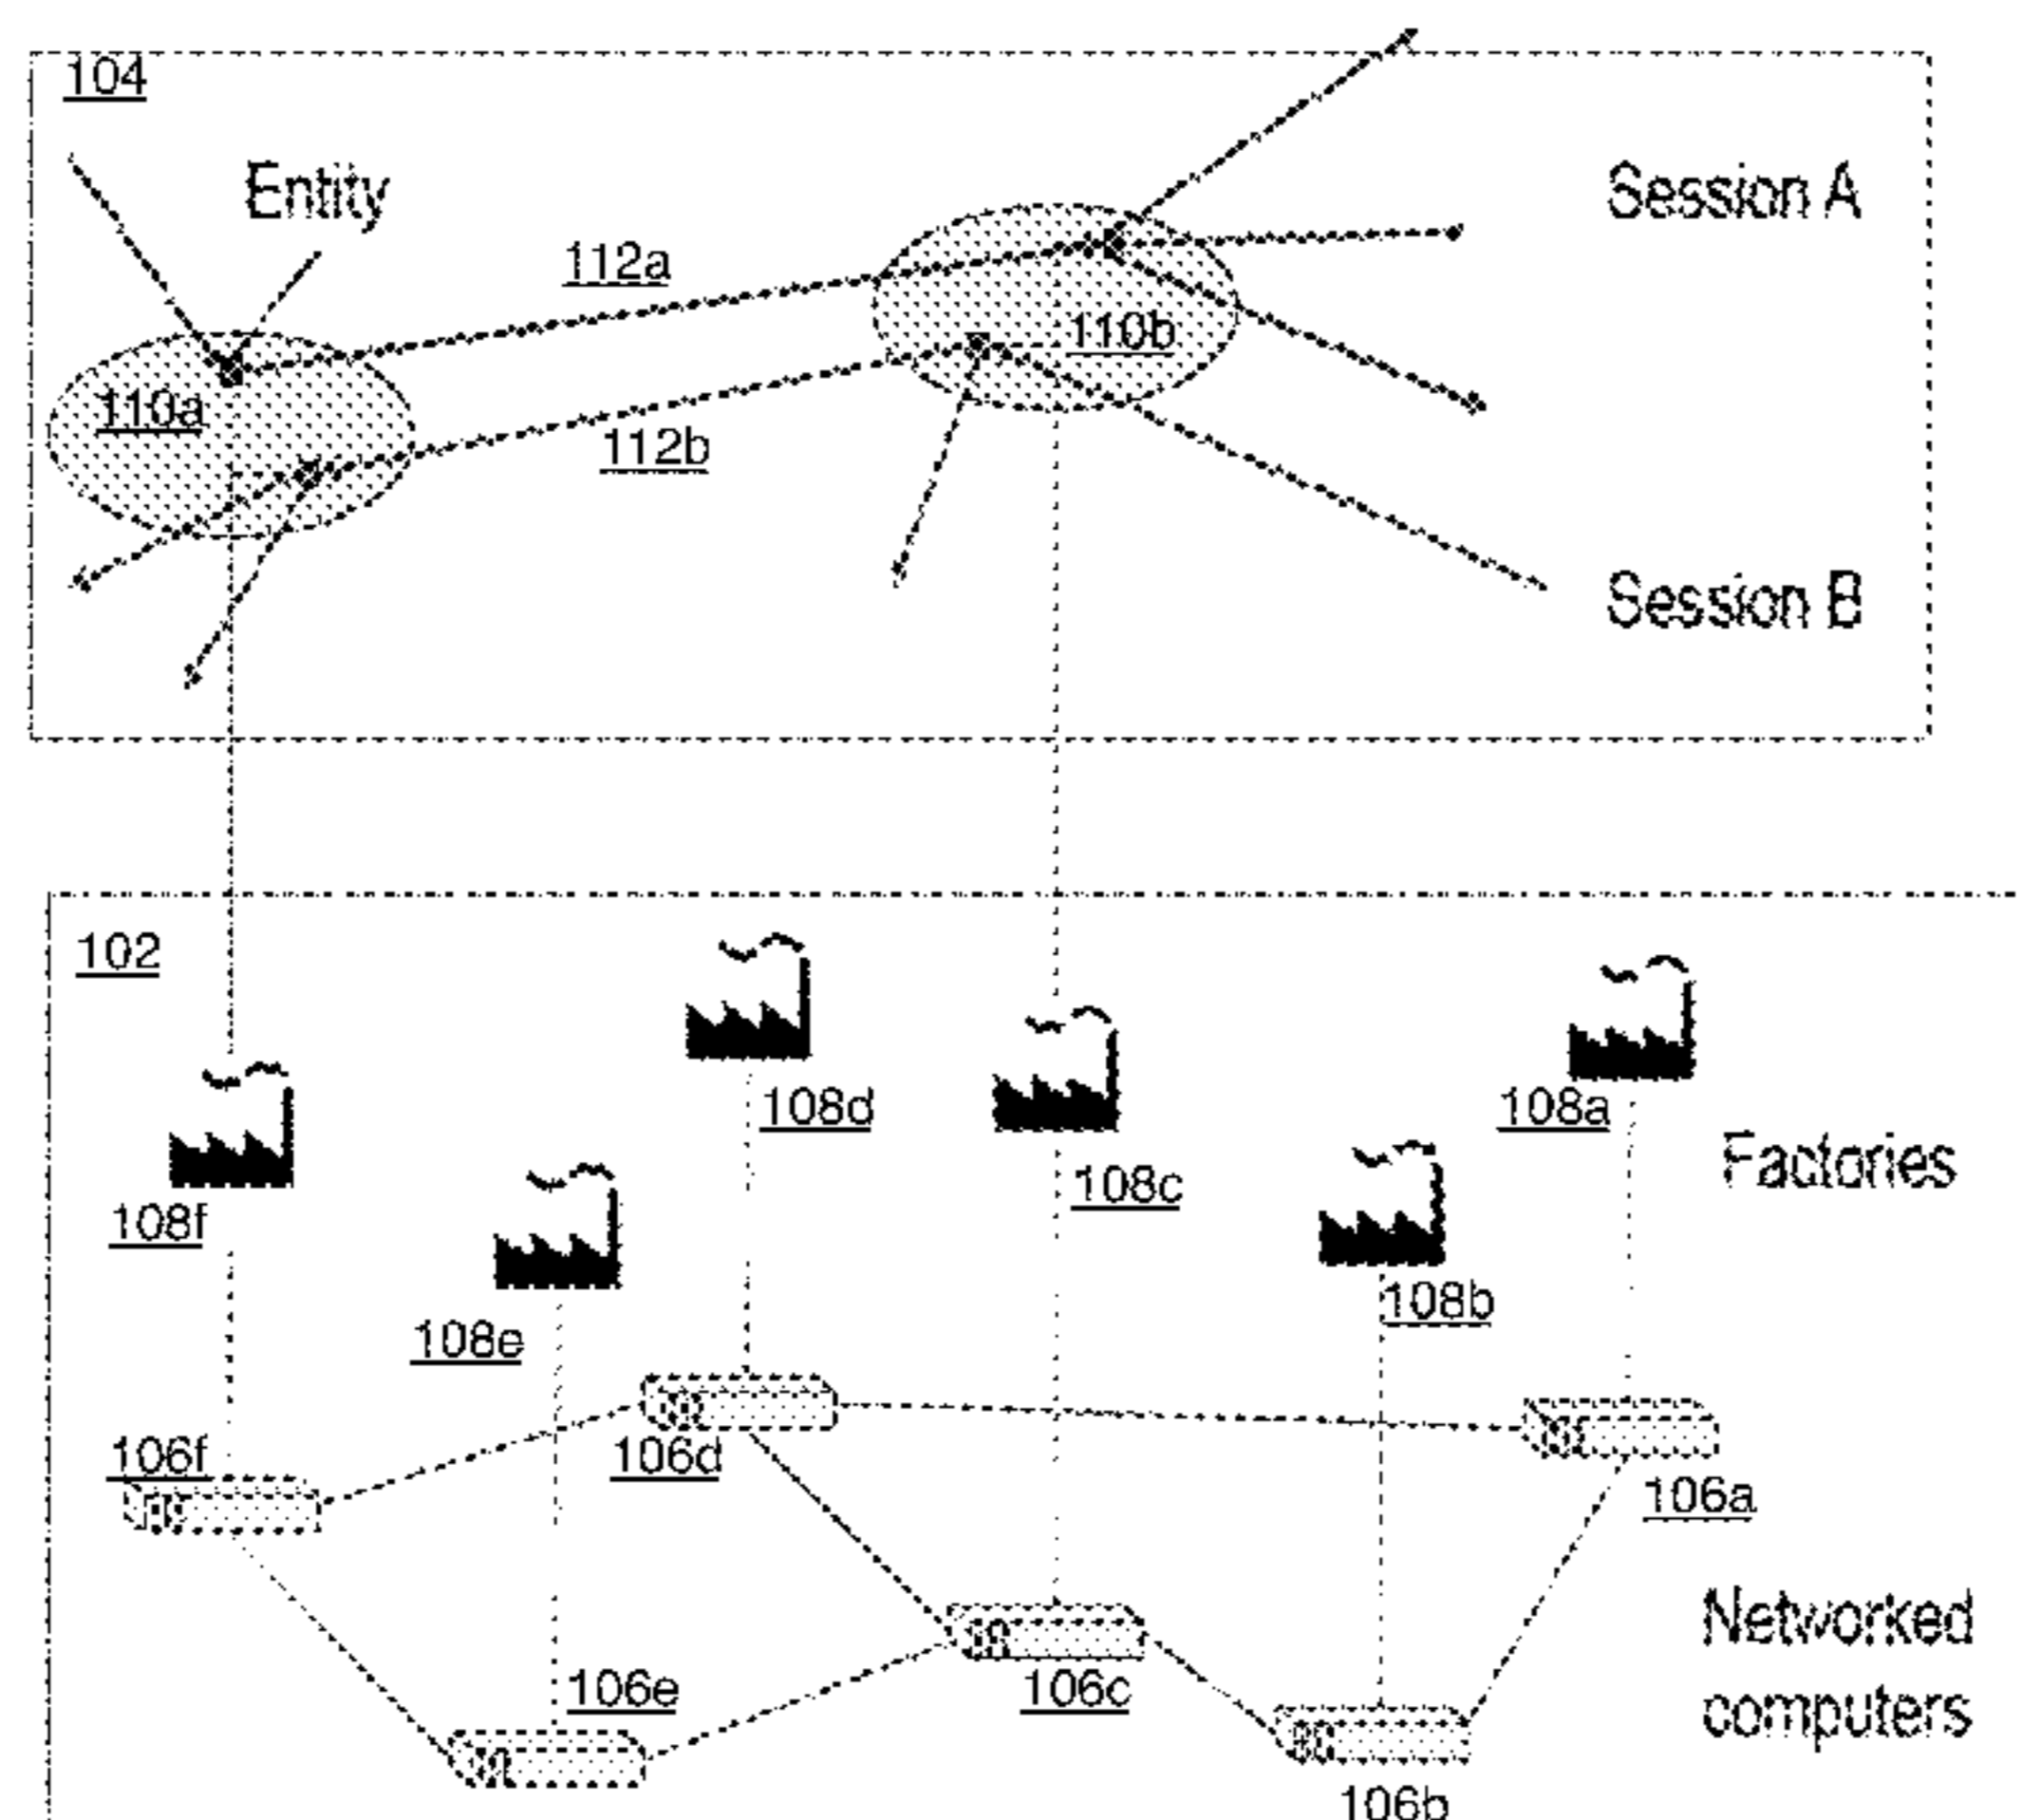 104
Entity
Session A
112a
110b
110a
112b
Session B
102
108d
108a
Factories
108c
108f
108b
108e
106f
106d
106a
Networked
computers
106e
106c
106b